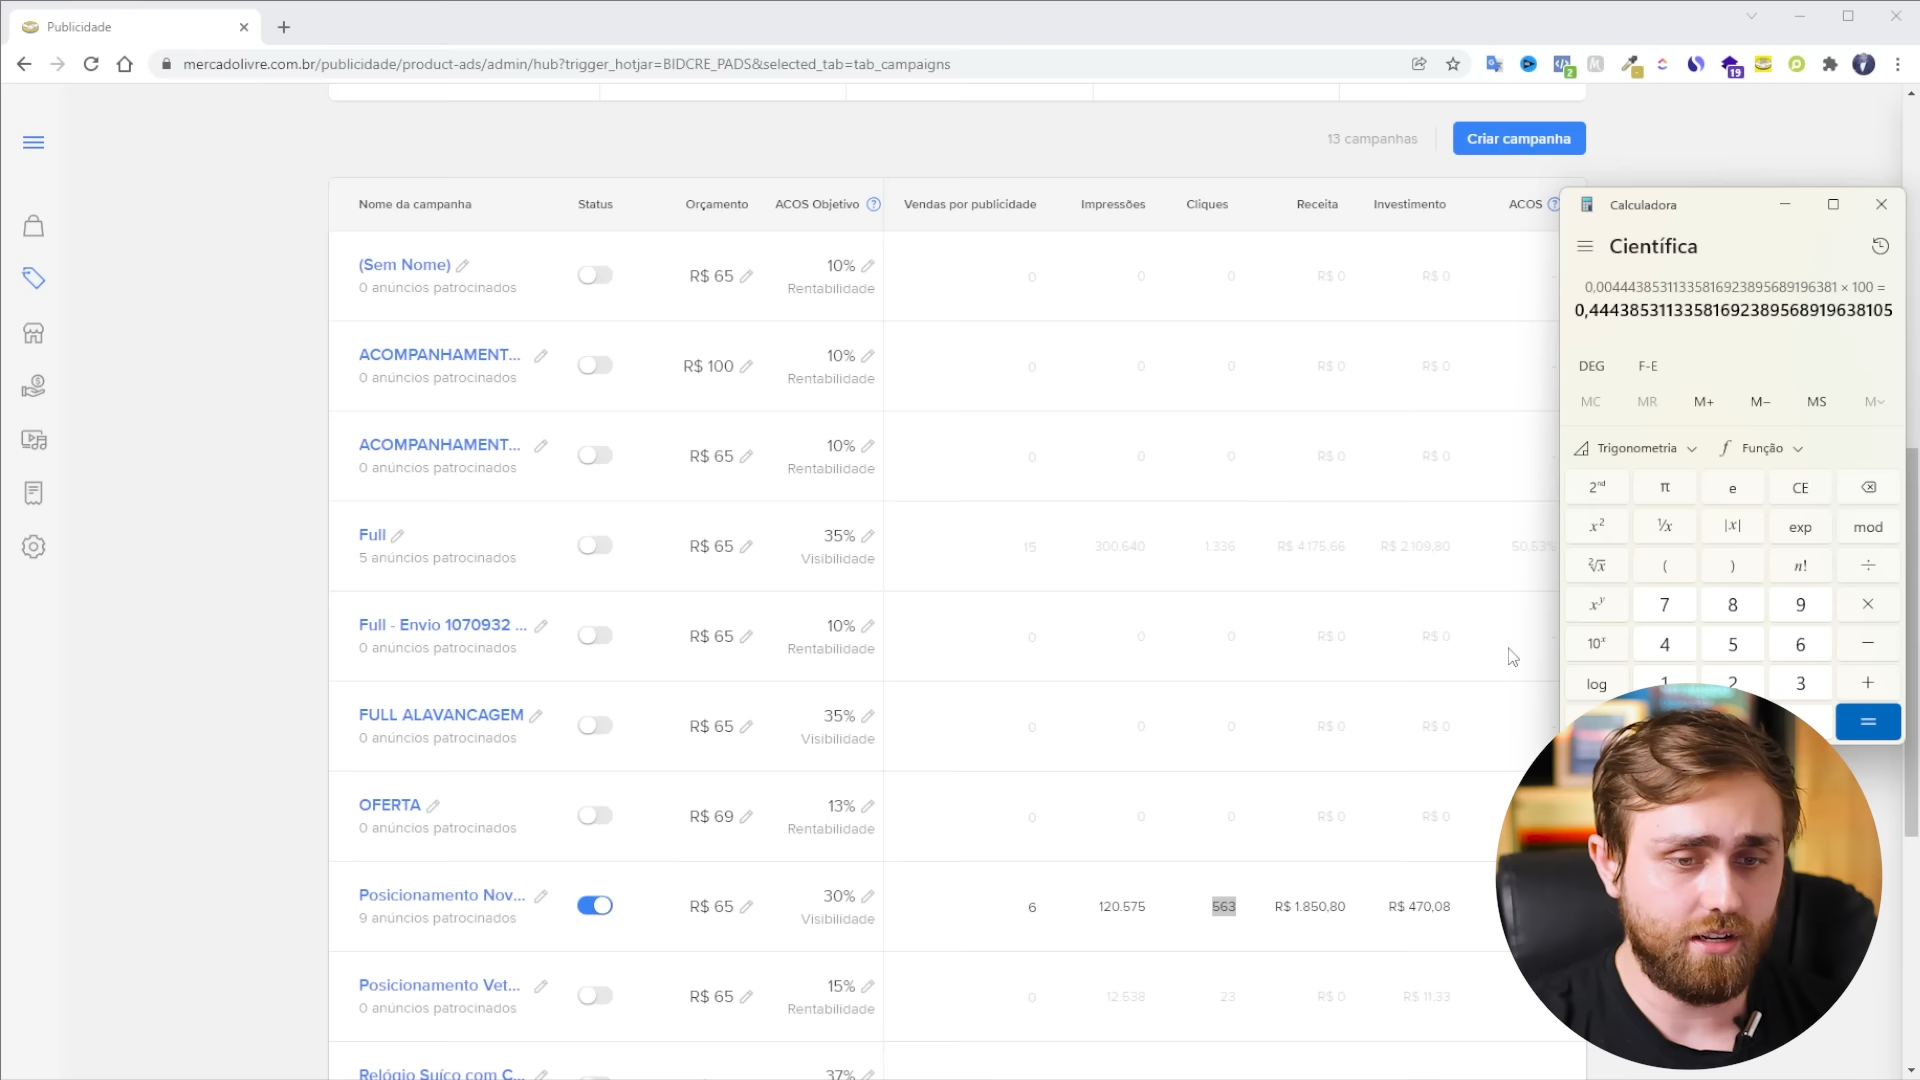 Publicidade
mercadolivre.com.br/publicidade/product-ads/admin/hub?trigger_hotjar=BIDCRE_PADS&selected_tab=tab_campaigns
2
19
13 campanhas
Criar campanha
Nome da campanha Status Orçamento ACOS Objetivo Vendas por publicidade Impressões Cliques Receita Investimento ACOS
(Sem Nome) R$ 65 10% 0 0 0 R$ 0 R$ 0 -
0 anúncios patrocinados Rentabilidade
ACOMPANHAMENT... R$ 100 10% 0 0 0 R$ 0 R$ 0 -
0 anúncios patrocinados Rentabilidade
ACOMPANHAMENT... R$ 65 10% 0 0 0 R$ 0 R$ 0 -
0 anúncios patrocinados Rentabilidade
Full R$ 65 35% 15 300.640 1.336 R$ 4.175,66 R$ 2.109,80 50,53%
5 anúncios patrocinados Visibilidade
Full - Envio 1070932 ... R$ 65 10% 0 0 0 R$ 0 R$ 0 -
0 anúncios patrocinados Rentabilidade
FULL ALAVANCAGEM R$ 65 35% 0 0 0 R$ 0 R$ 0 -
0 anúncios patrocinados Visibilidade
OFERTA R$ 69 13% 0 0 0 R$ 0 R$ 0
0 anúncios patrocinados Rentabilidade
Posicionamento Nov... R$ 65 30% 6 120.575 563 R$ 1.850,80 R$ 470,08
9 anúncios patrocinados Visibilidade
Posicionamento Vet... R$ 65 15% 0 12.538 23 R$ 0 R$ 11,33
0 anúncios patrocinados Rentabilidade
Relógio Suíço com C... 37%
Calculadora
Científica
0,0044438531133581692389568919638​1 × 100 =
0,44438531133581692389568919638105
DEG F-E
MC MR M+ M− MS M
Trigonometria f Função
2nd π e CE
x² ⅟x |x| exp mod
²√x ( ) n! ÷
xʸ 7 8 9 ×
10ˣ 4 5 6 −
log 1 2 3 +
=